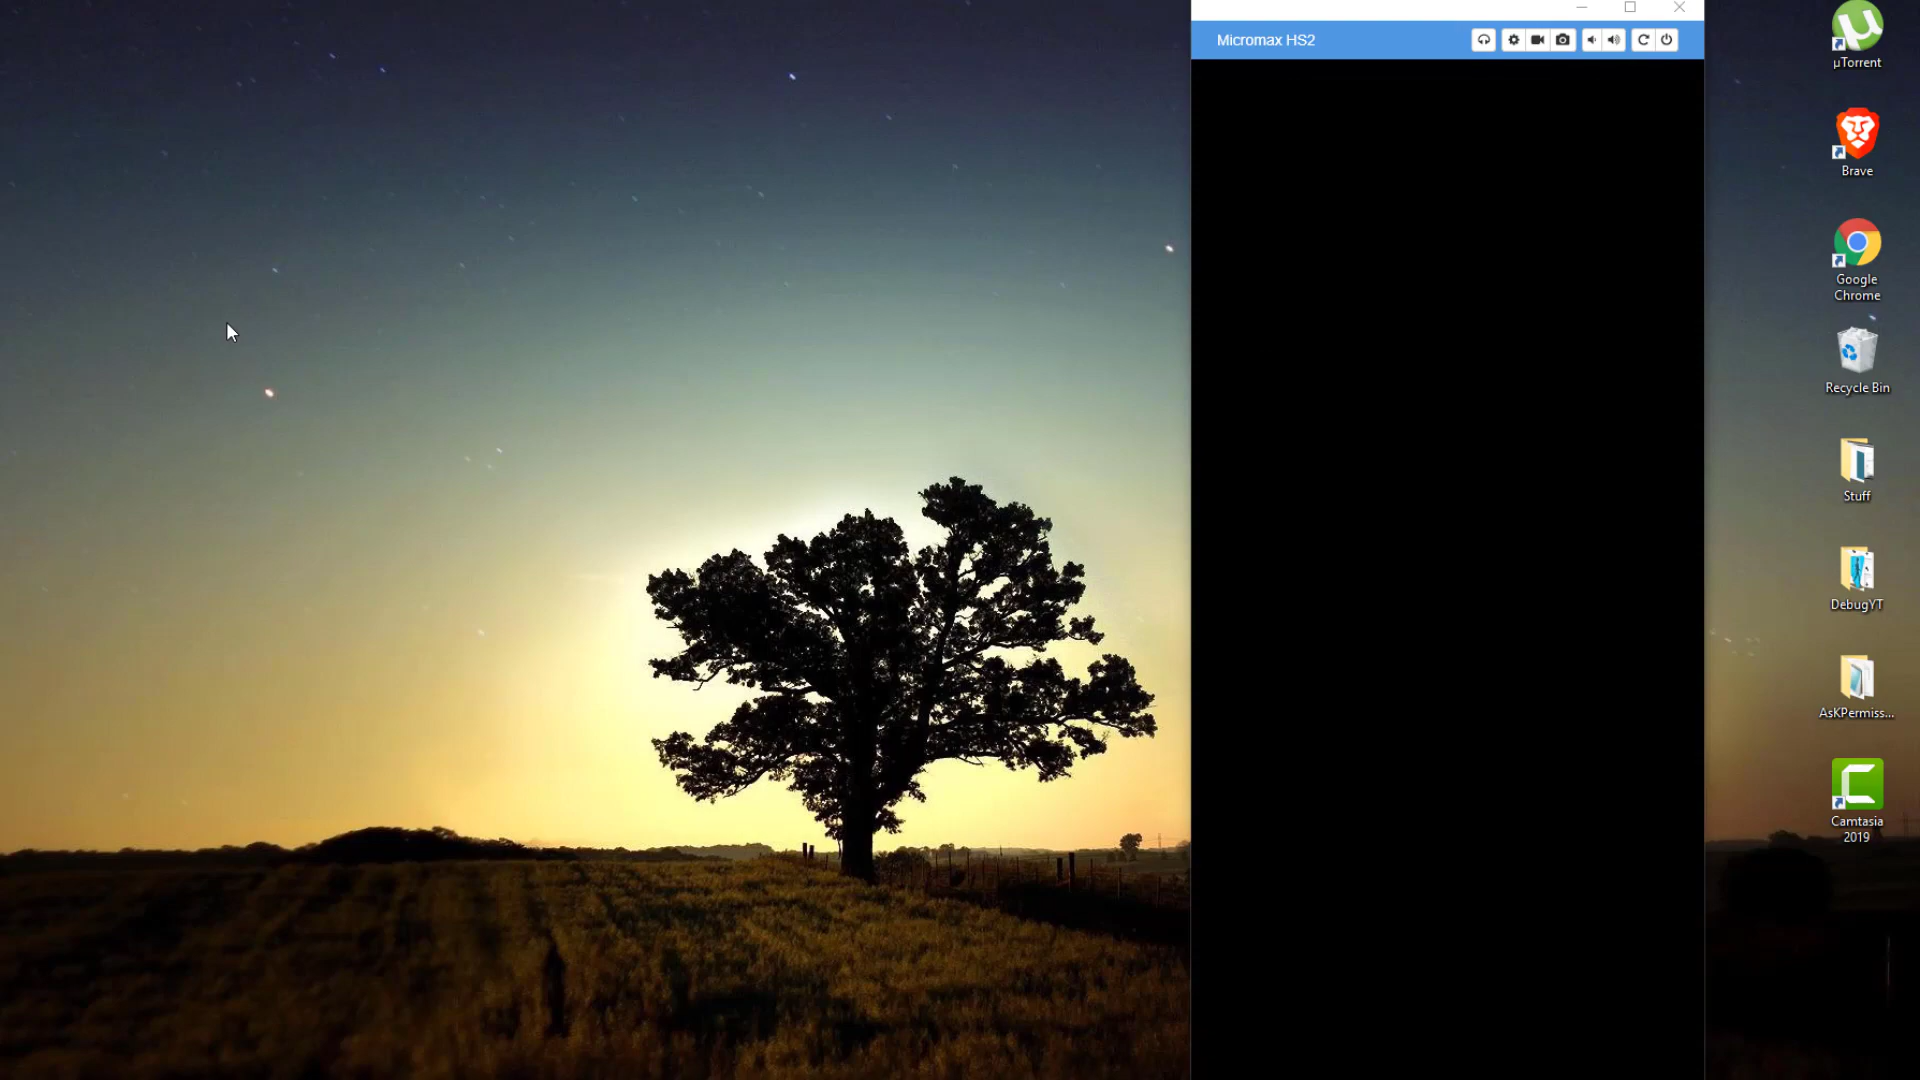 Micromax HS2
µTorrent
Brave
Google
Chrome
Recycle Bin
Stuff
DebugYT
AsKPermiss...
Camtasia
2019